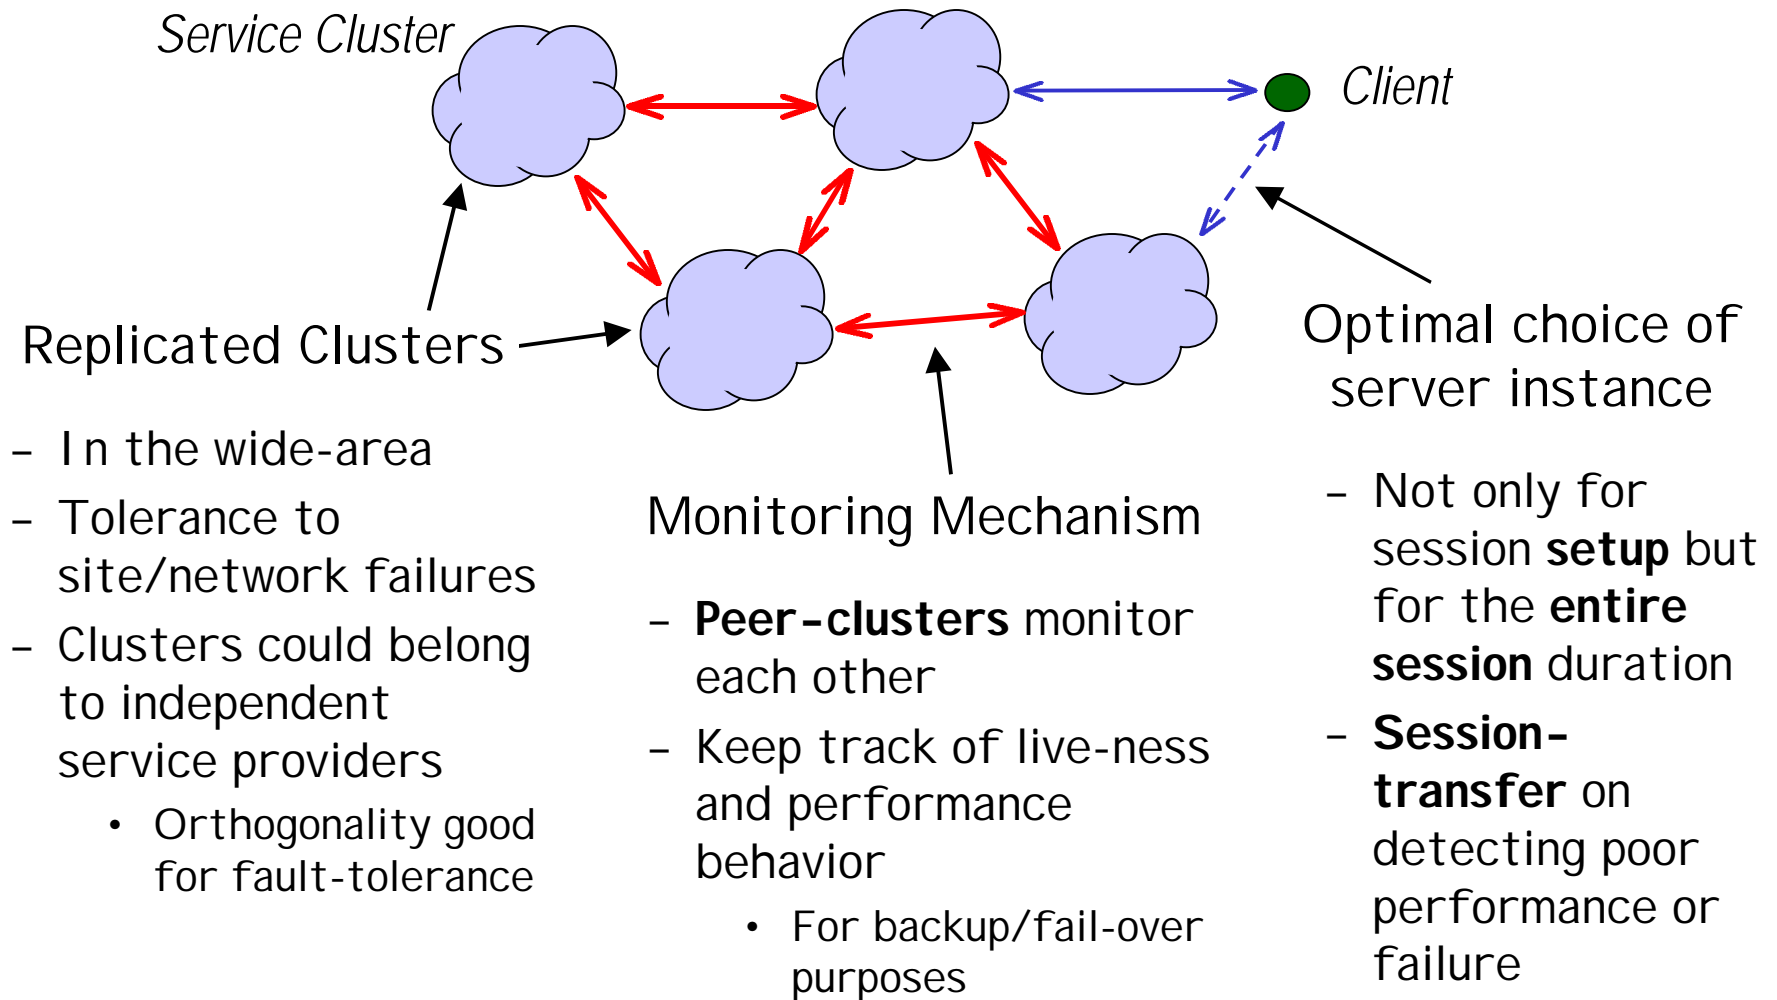 Service Cluster
Client
Replicated Clusters
– In the wide-area
– Tolerance to
site/network failures
– Clusters could belong
to independent
service providers
• Orthogonality good
for fault-tolerance
Monitoring Mechanism
– Peer-clusters monitor
each other
– Keep track of live-ness
and performance
behavior
• For backup/fail-over
purposes
Optimal choice of
server instance
– Not only for
session setup but
for the entire
session duration
– Session-
transfer on
detecting poor
performance or
failure